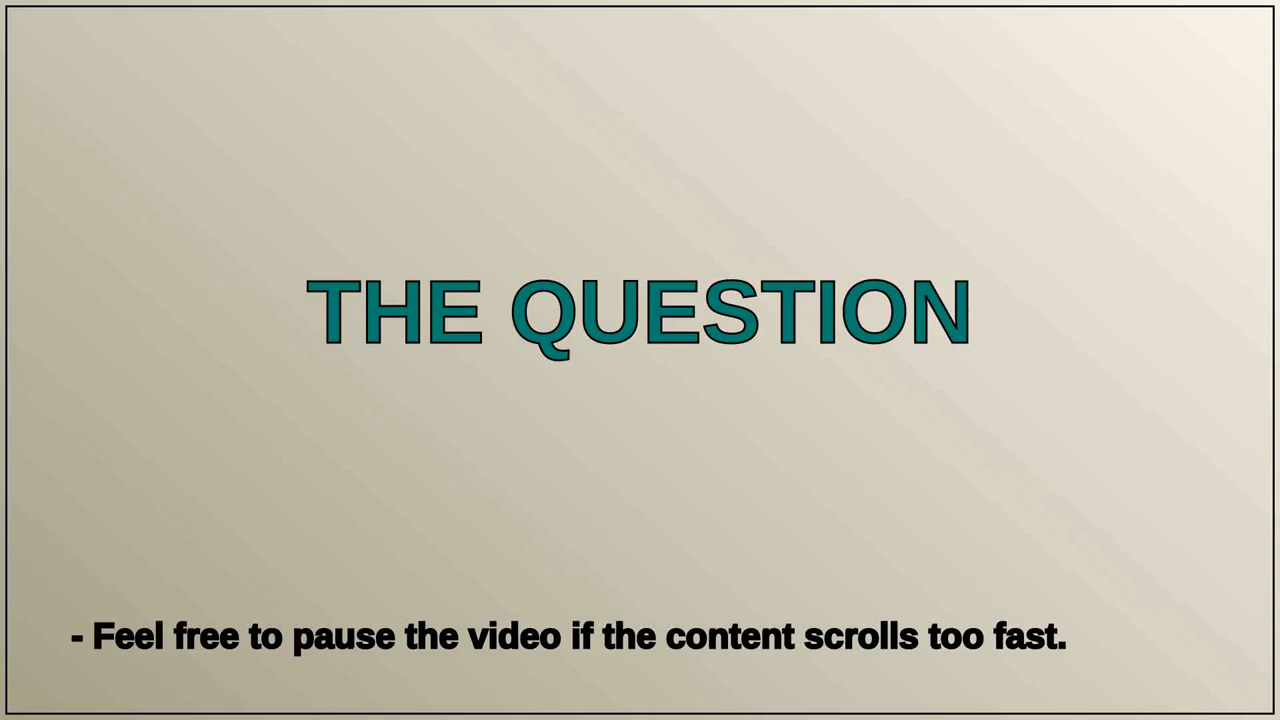 THE QUESTION
- Feel free to pause the video if the content scrolls too fast.